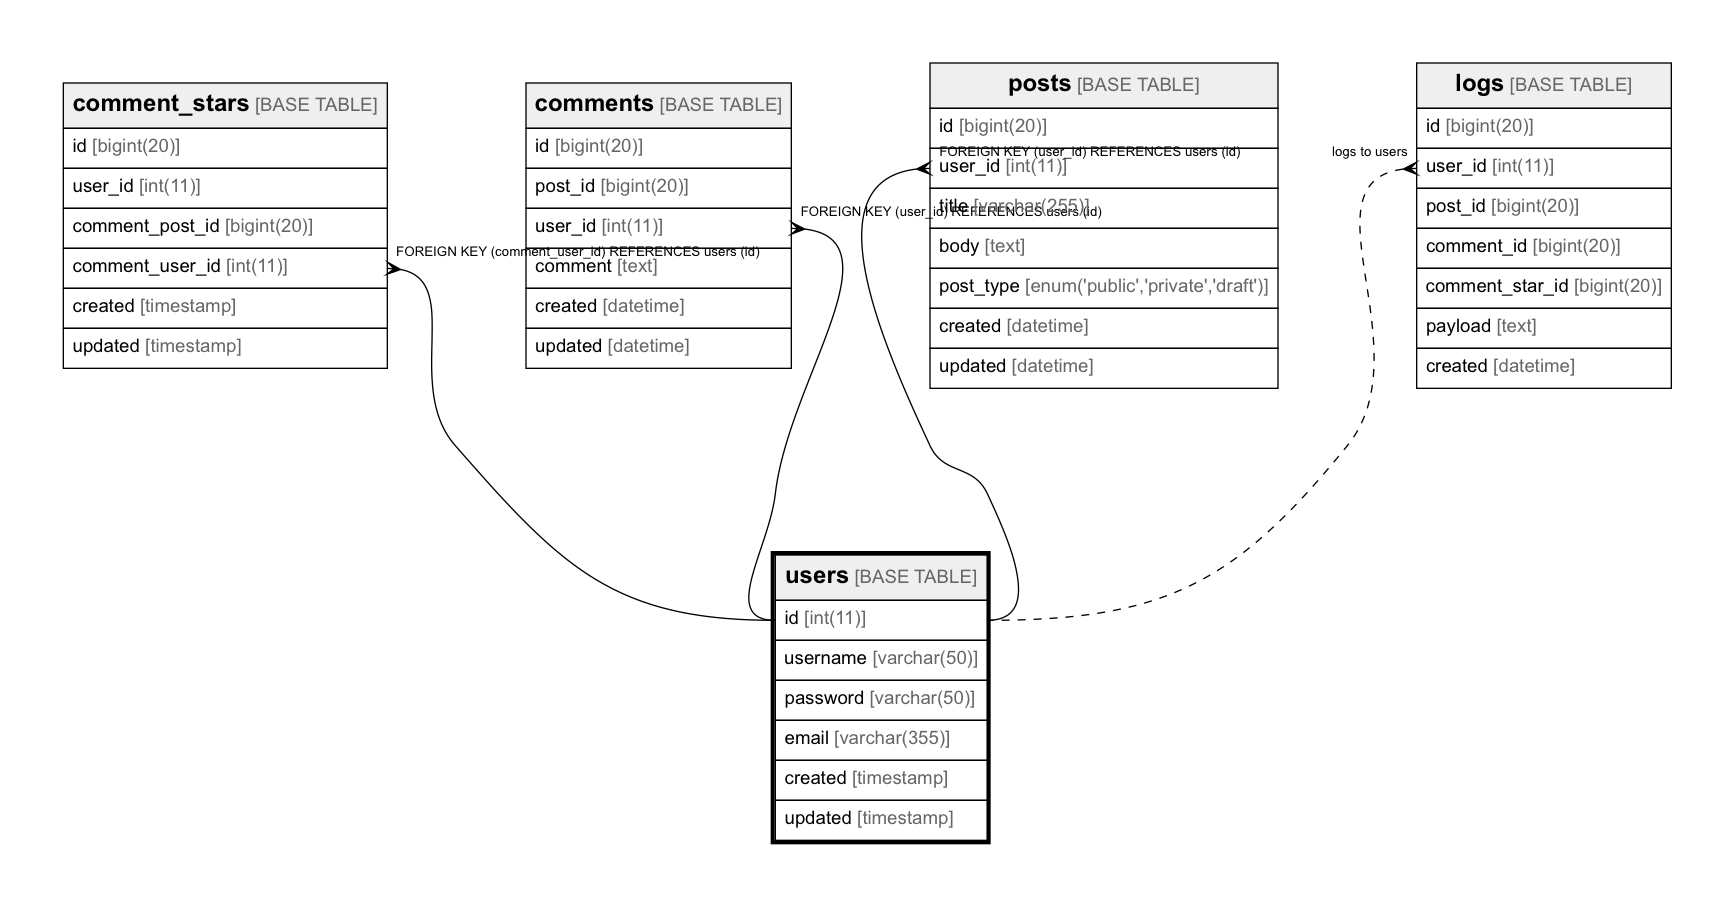 comment_stars [BASE TABLE]
id [bigint(20)]
user_id [int(11)]
comment_post_id [bigint(20)]
comment_user_id [int(11)]
created [timestamp]
updated [timestamp]
FOREIGN KEY (comment_user_id) REFERENCES users (id)
comments [BASE TABLE]
id [bigint(20)]
post_id [bigint(20)]
user_id [int(11)]
comment [text]
created [datetime]
updated [datetime]
FOREIGN KEY (user_id) REFERENCES users (id)
posts [BASE TABLE]
id [bigint(20)]
FOREIGN KEY (user_id) REFERENCES users (id)
user_id [int(11)]
title [varchar(255)]
body [text]
post_type [enum('public','private','draft')]
created [datetime]
updated [datetime]
logs to users
logs [BASE TABLE]
id [bigint(20)]
user_id [int(11)]
post_id [bigint(20)]
comment_id [bigint(20)]
comment_star_id [bigint(20)]
payload [text]
created [datetime]
users [BASE TABLE]
id [int(11)]
username [varchar(50)]
password [varchar(50)]
email [varchar(355)]
created [timestamp]
updated [timestamp]